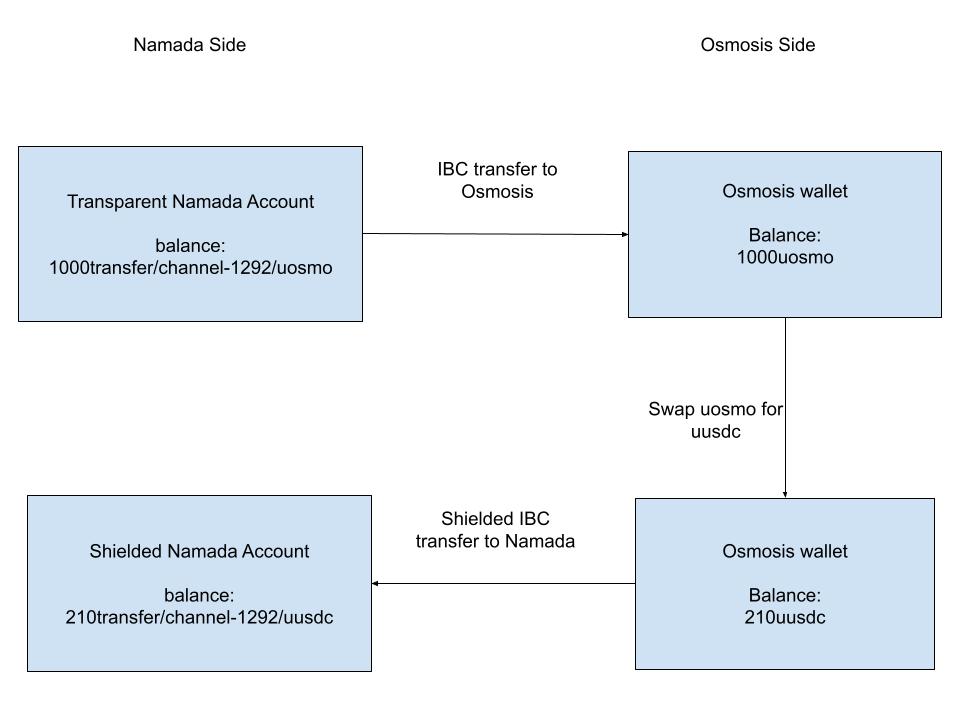 Namada Side
Osmosis Side
Transparent Namada Account
balance:
1000transfer/channel-1292/uosmo
IBC transfer to
Osmosis
Osmosis wallet
Balance:
1000uosmo
Swap uosmo for
uusdc
Shielded Namada Account
balance:
210transfer/channel-1292/uusdc
Shielded IBC
transfer to Namada
Osmosis wallet
Balance:
210uusdc